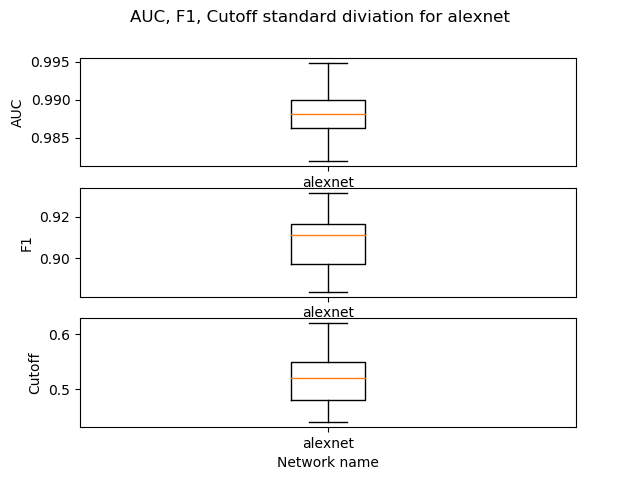 AUC, F1, Cutoff standard diviation for alexnet
0.995
0.990
0.985
AUC
alexnet
0.92
0.90
F1
alexnet
0.6
0.5
Cutoff
alexnet
Network name